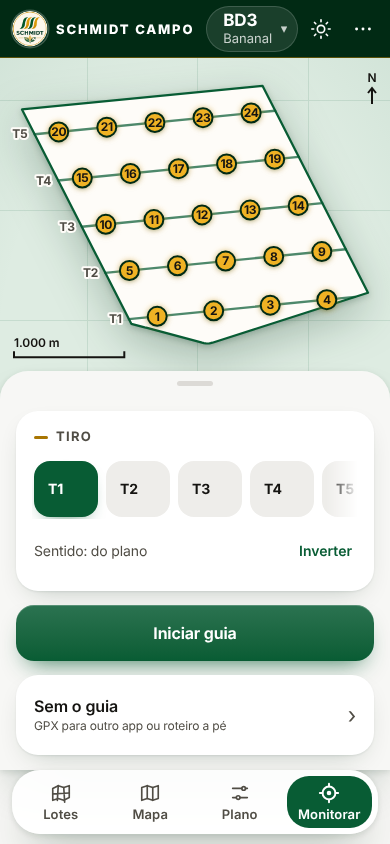 SCHMIDT
SCHMIDT CAMPO
BD3
Bananal
N
T5
20
21
22
23
24
T4
15
16
17
18
19
T3
10
11
12
13
14
T2
5
6
7
8
9
T1
1
2
3
4
1.000 m
TIRO
T1
T2
T3
T4
T5
Sentido: do plano
Inverter
Iniciar guia
Sem o guia
GPX para outro app ou roteiro a pé
Lotes
Mapa
Plano
Monitorar